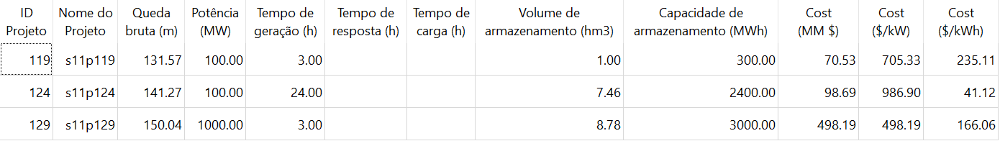 ID Projeto	Nome do Projeto	Queda bruta (m)	Potência (MW)	Tempo de geração (h)	Tempo de resposta (h)	Tempo de carga (h)	Volume de armazenamento (hm3)	Capacidade de armazenamento (MWh)	Cost (MM $)	Cost ($/kW)	Cost ($/kWh)
119	s11p119	131.57	100.00	3.00			1.00	300.00	70.53	705.33	235.11
124	s11p124	141.27	100.00	24.00			7.46	2400.00	98.69	986.90	41.12
129	s11p129	150.04	1000.00	3.00			8.78	3000.00	498.19	498.19	166.06